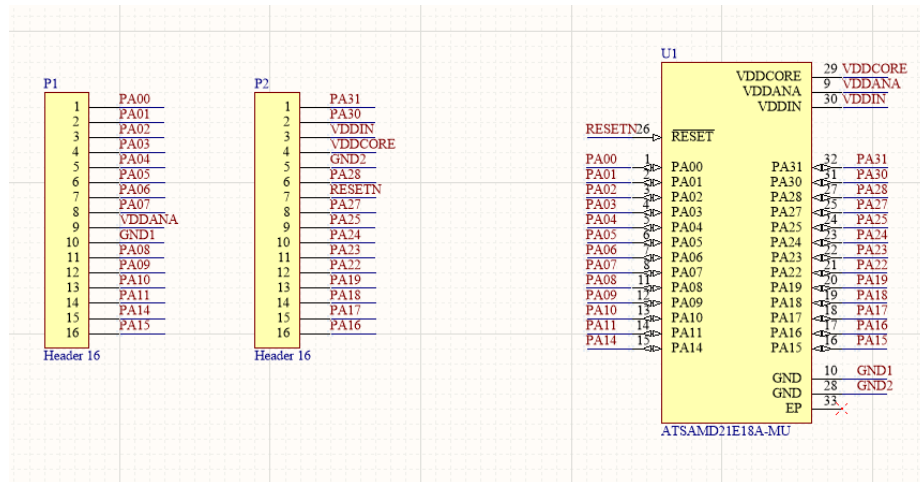 P1
1 PA00
2 PA01
3 PA02
4 PA03
5 PA04
6 PA05
7 PA06
8 PA07
9 VDDANA
10 GND1
11 PA08
12 PA09
13 PA10
14 PA11
15 PA14
16 PA15
Header 16
P2
1 PA31
2 PA30
3 VDDIN
4 VDDCORE
5 GND2
6 PA28
7 RESETN
8 PA27
9 PA25
10 PA24
11 PA23
12 PA22
13 PA19
14 PA18
15 PA17
16 PA16
Header 16
U1
VDDCORE 29 VDDCORE
VDDANA 9 VDDANA
VDDIN 30 VDDIN
RESETN 26 RESET
PA00 1 PA00 PA31 32 PA31
PA01 2 PA01 PA30 31 PA30
PA02 3 PA02 PA28 27 PA28
PA03 4 PA03 PA27 25 PA27
PA04 5 PA04 PA25 24 PA25
PA05 6 PA05 PA24 23 PA24
PA06 7 PA06 PA23 22 PA23
PA07 8 PA07 PA22 21 PA22
PA08 11 PA08 PA19 20 PA19
PA09 12 PA09 PA18 19 PA18
PA10 13 PA10 PA17 18 PA17
PA11 14 PA11 PA16 17 PA16
PA14 15 PA14 PA15 16 PA15
GND 10 GND1
GND 28 GND2
EP 33
ATSAMD21E18A-MU